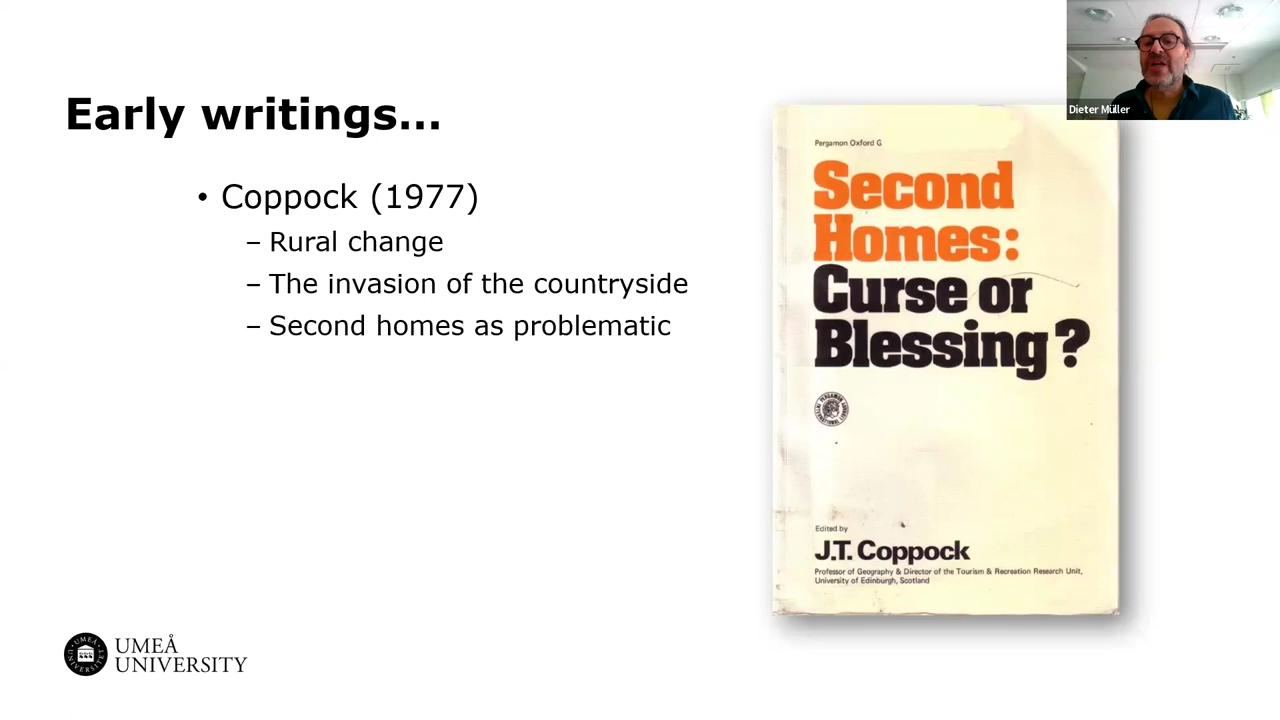 Early writings...
• Coppock (1977)
– Rural change
– The invasion of the countryside
– Second homes as problematic
Dieter Müller
Pergamon Oxford G
Second
Homes:
Curse or
Blessing?
Edited by
J.T. Coppock
Professor of Geography & Director of the Tourism & Recreation Research Unit,
University of Edinburgh, Scotland
UMEÅ
UNIVERSITY